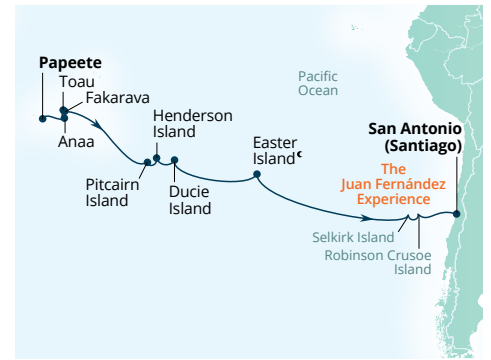 Papeete
Toau
Fakarava
Anaa
Henderson
Island
Pitcairn
Island
Ducie
Island
Easter
Island€
Pacific
Ocean
San Antonio
(Santiago)
The
Juan Fernández
Experience
Selkirk Island
Robinson Crusoe
Island